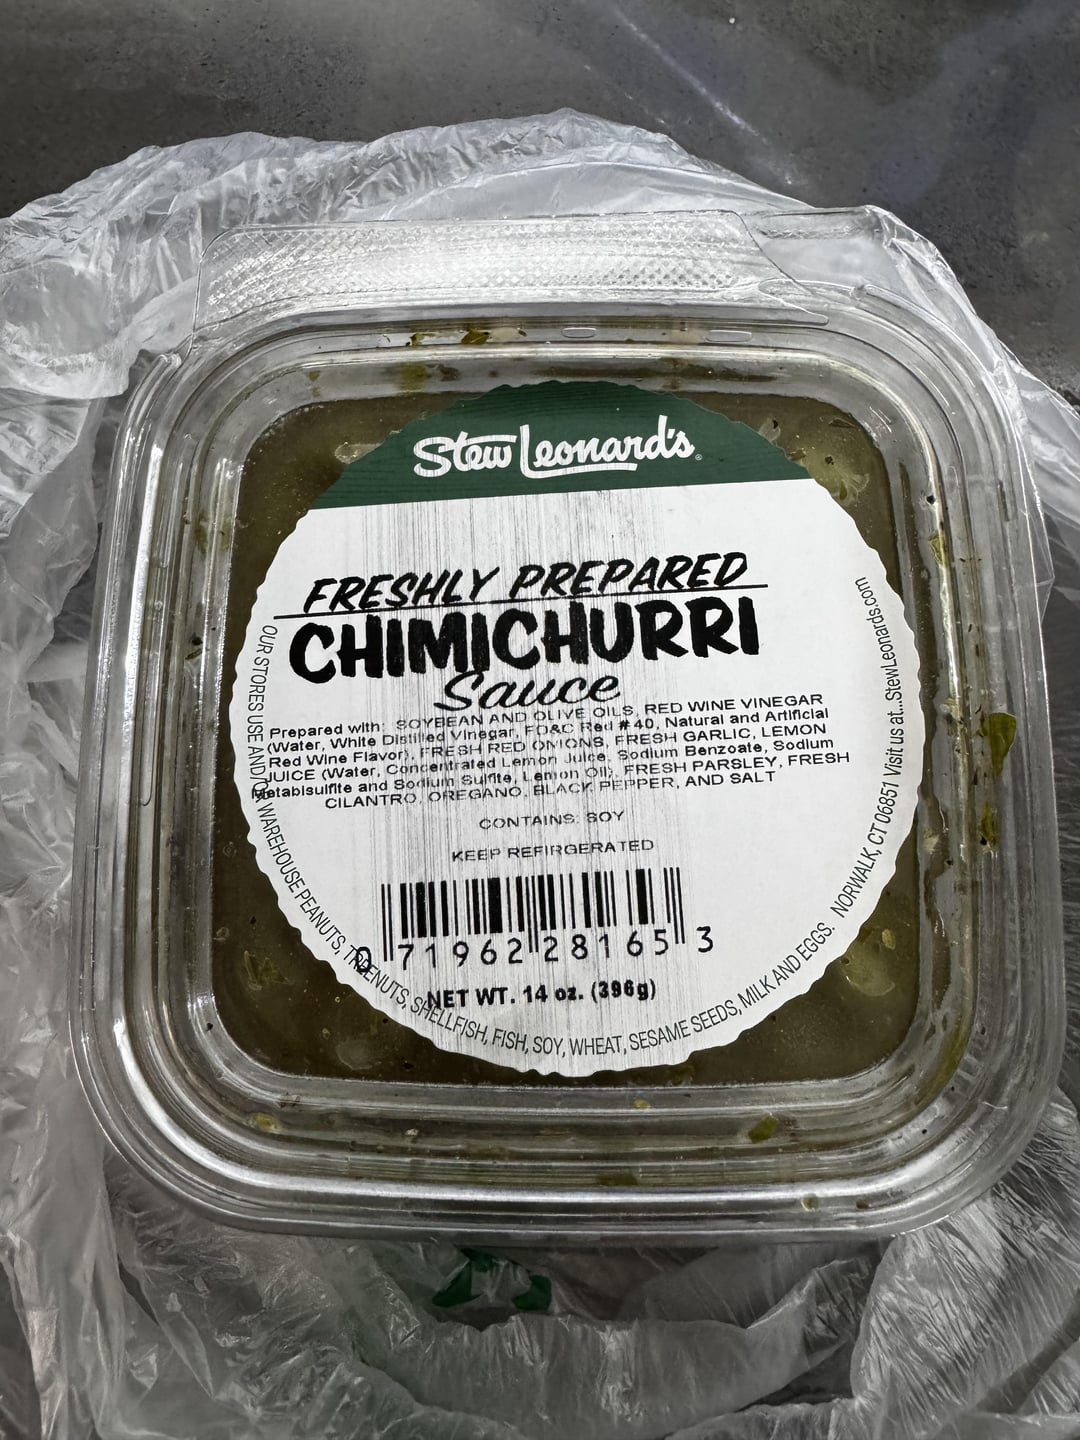 Stew Leonard's®
FRESHLY PREPARED
CHIMICHURRI
Sauce
Prepared with: SOYBEAN AND OLIVE OILS, RED WINE VINEGAR
(Water, White Distilled Vinegar, FD&C Red #40, Natural and Artificial
Red Wine Flavor), FRESH RED ONIONS, FRESH GARLIC, LEMON
JUICE (Water, Concentrated Lemon Juice, Sodium Benzoate, Sodium
Metabisulfite and Sodium Sulfite, Lemon Oil), FRESH PARSLEY, FRESH
CILANTRO, OREGANO, BLACK PEPPER, AND SALT
CONTAINS: SOY
KEEP REFIRGERATED
0 71962 28165 3
NET WT. 14 oz. (396g)
OUR STORES USE AND/OR WAREHOUSE PEANUTS, TREENUTS, SHELLFISH, FISH, SOY, WHEAT, SESAME SEEDS, MILK AND EGGS. NORWALK, CT 06851 Visit us at...StewLeonards.com